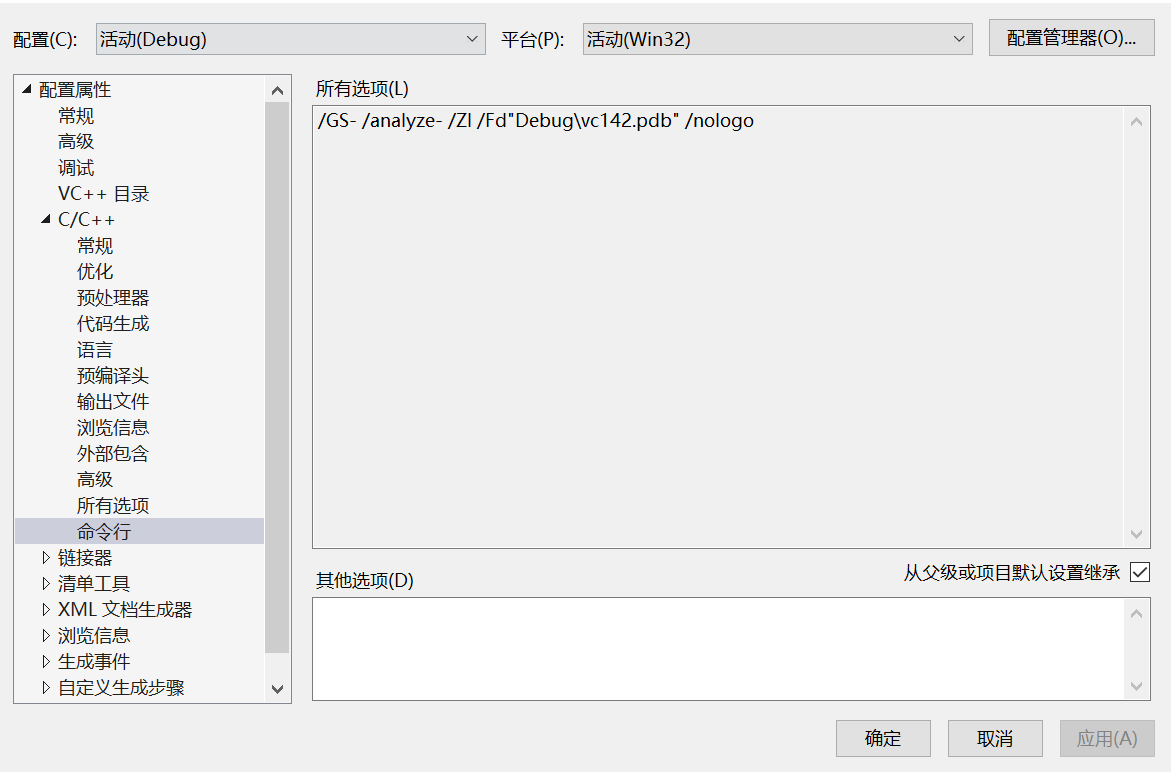 配置(C): 活动(Debug) 平台(P): 活动(Win32) 配置管理器(O)...
配置属性
常规
高级
调试
VC++ 目录
C/C++
常规
优化
预处理器
代码生成
语言
预编译头
输出文件
浏览信息
外部包含
高级
所有选项
命令行
链接器
清单工具
XML 文档生成器
浏览信息
生成事件
自定义生成步骤
所有选项(L)
/GS- /analyze- /ZI /Fd"Debug\vc142.pdb" /nologo
从父级或项目默认设置继承
其他选项(D)
确定 取消 应用(A)